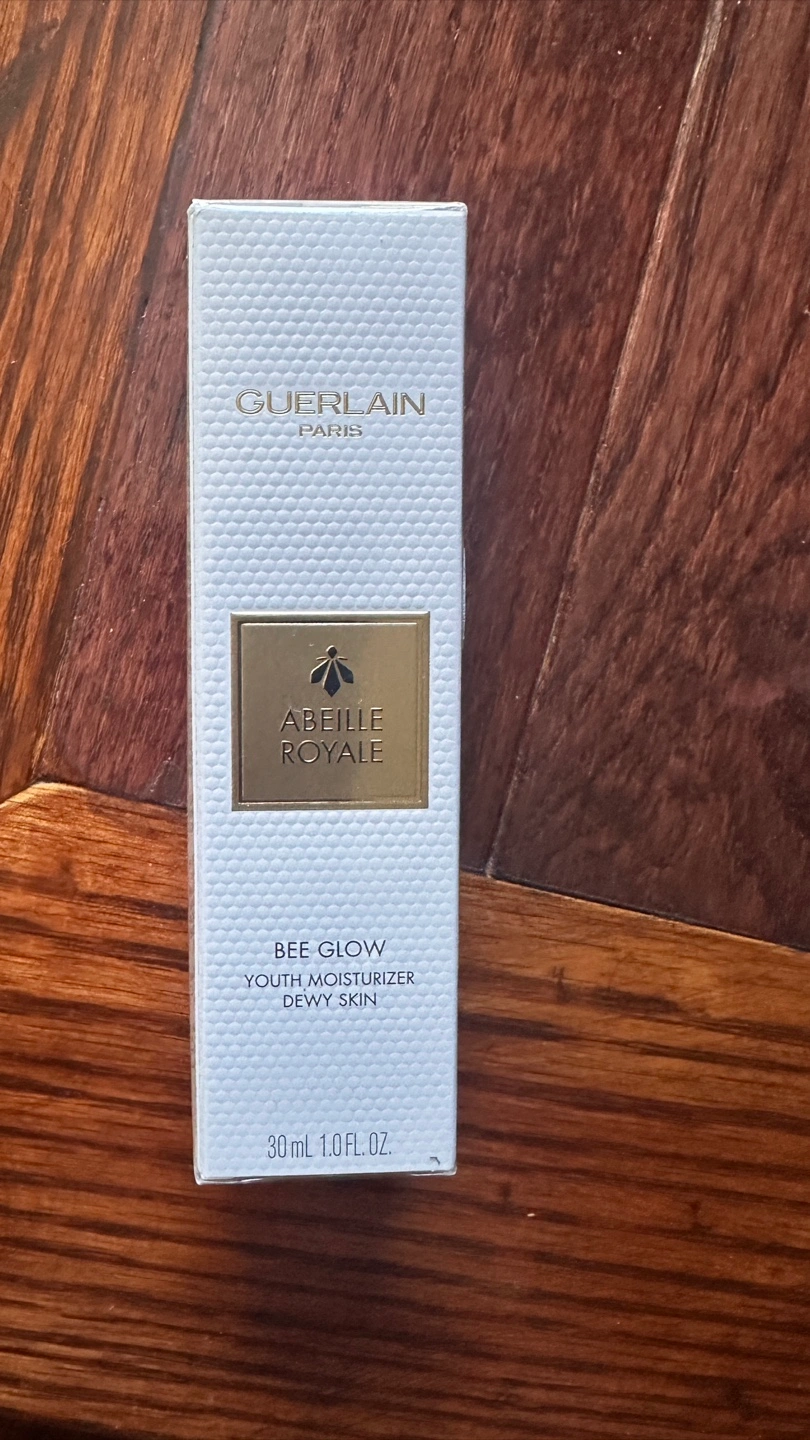 GUERLAIN
PARIS
ABEILLE
ROYALE
BEE GLOW
YOUTH MOISTURIZER
DEWY SKIN
30 mL 1.0 FL. OZ.